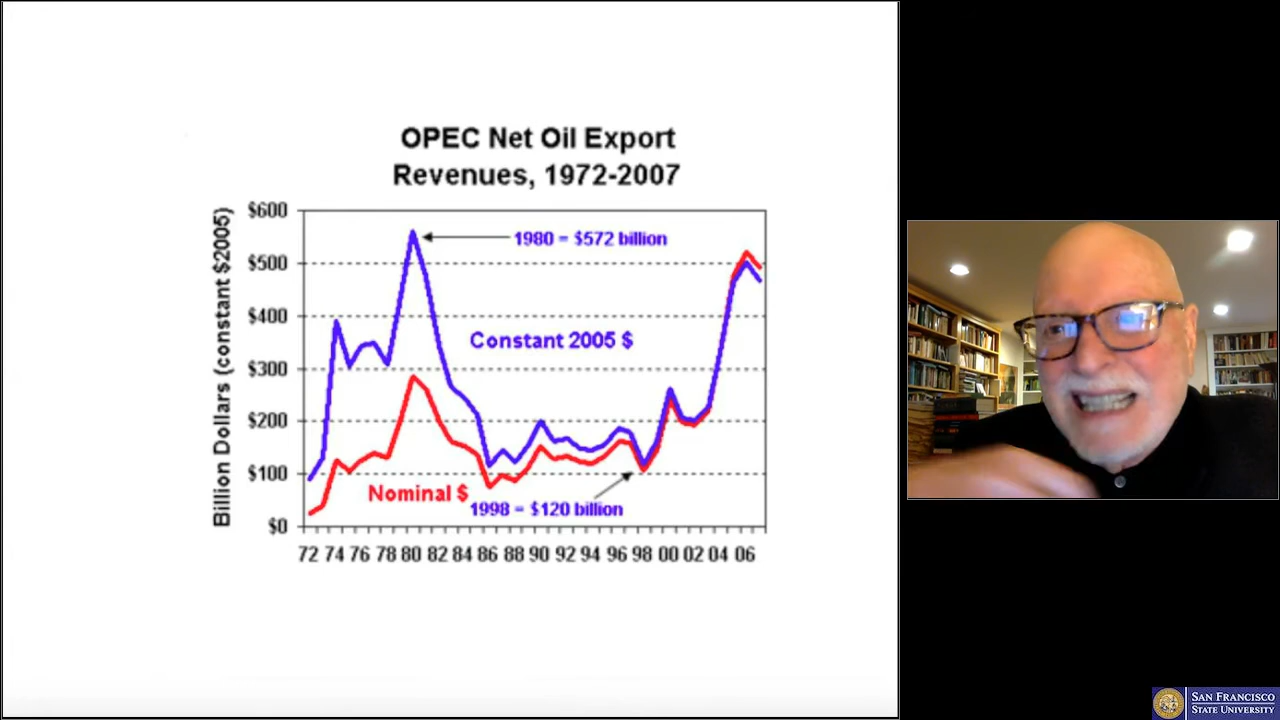 OPEC Net Oil Export
Revenues, 1972-2007
Billion Dollars (constant $2005)
$600
$500
$400
$300
$200
$100
$0
1980 = $572 billion
Constant 2005 $
Nominal $
1998 = $120 billion
72 74 76 78 80 82 84 86 88 90 92 94 96 98 00 02 04 06
SAN FRANCISCO
STATE UNIVERSITY